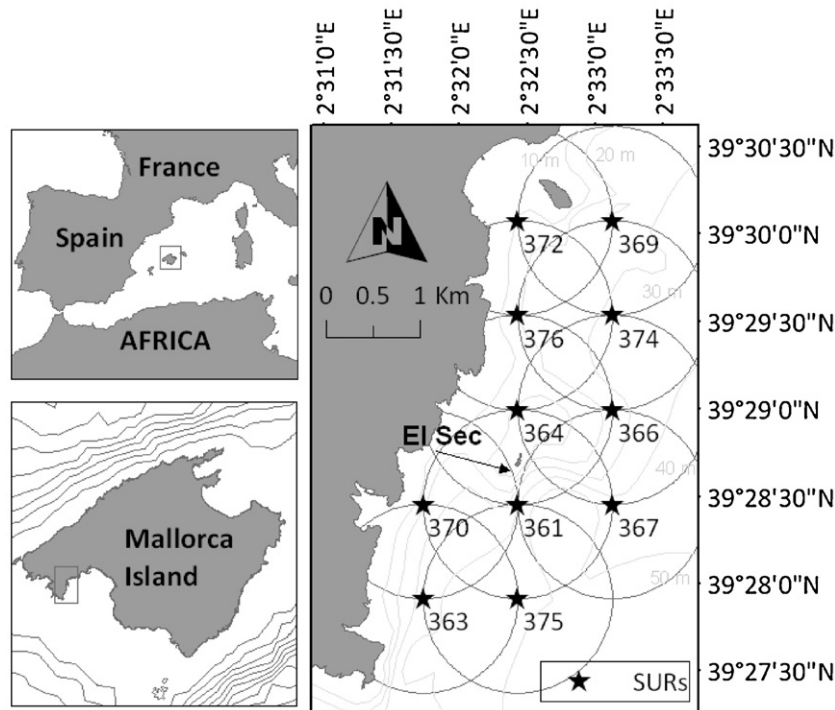 2°31'0"E
2°31'30"E
2°32'0"E
2°32'30"E
2°33'0"E
2°33'30"E
France
Spain
AFRICA
Mallorca
Island
N
0 0.5 1 Km
10 m
20 m
30 m
40 m
50 m
372 369
376 374
364 366
El Sec
370 361 367
363 375
SURs
39°30'30"N
39°30'0"N
39°29'30"N
39°29'0"N
39°28'30"N
39°28'0"N
39°27'30"N